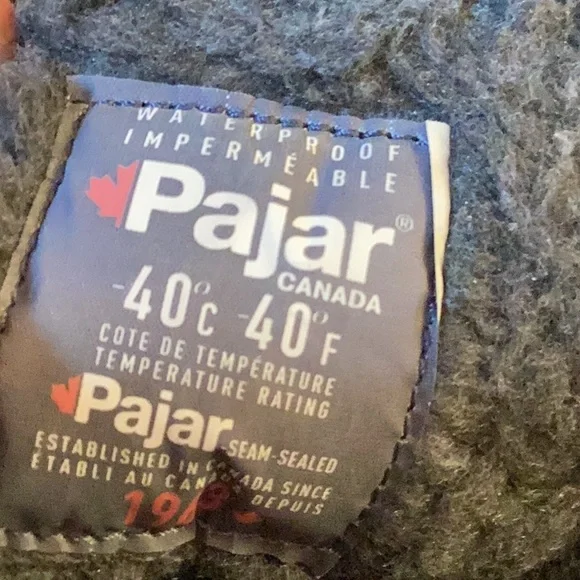 WATERPROOF
IMPERMÉABLE
Pajar®
CANADA
-40°C -40°F
COTE DE TEMPÉRATURE
TEMPERATURE RATING
Pajar SEAM-SEALED
ESTABLISHED IN CANADA SINCE
ÉTABLI AU CANADA DEPUIS